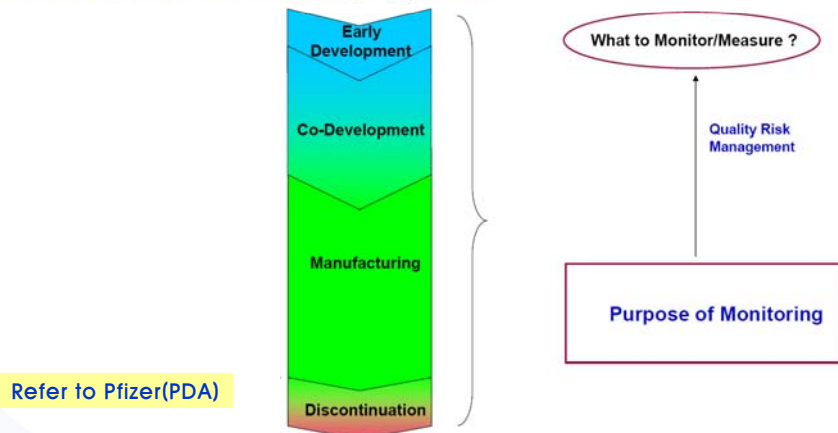 Early
Development
Co-Development
Manufacturing
Discontinuation
What to Monitor/Measure ?
Quality Risk
Management
Purpose of Monitoring
Refer to Pfizer(PDA)